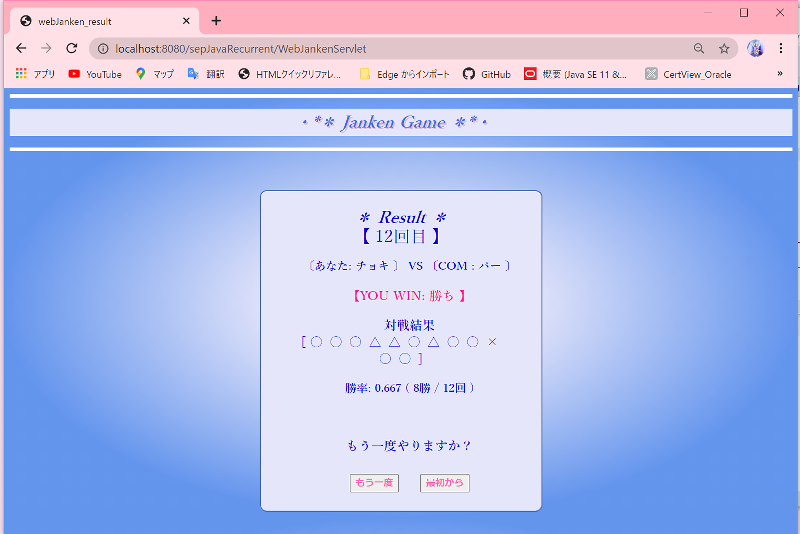 webJanken_result
localhost:8080/sepJavaRecurrent/WebJankenServlet
アプリ YouTube マップ 翻訳 HTMLクイックリファレ... Edge からインポート GitHub 概要 (Java SE 11 &... CertView_Oracle »
・*＊ Janken Game ＊*・
＊ Result ＊
【 12回目 】
〔あなた: チョキ 〕 VS 〔COM : パー 〕
【YOU WIN: 勝ち 】
対戦結果
[ ○ ○ ○ △ △ ○ △ ○ ○ ×
○ ○ ]
勝率: 0.667 ( 8勝 / 12回 )
もう一度やりますか？
もう一度 最初から